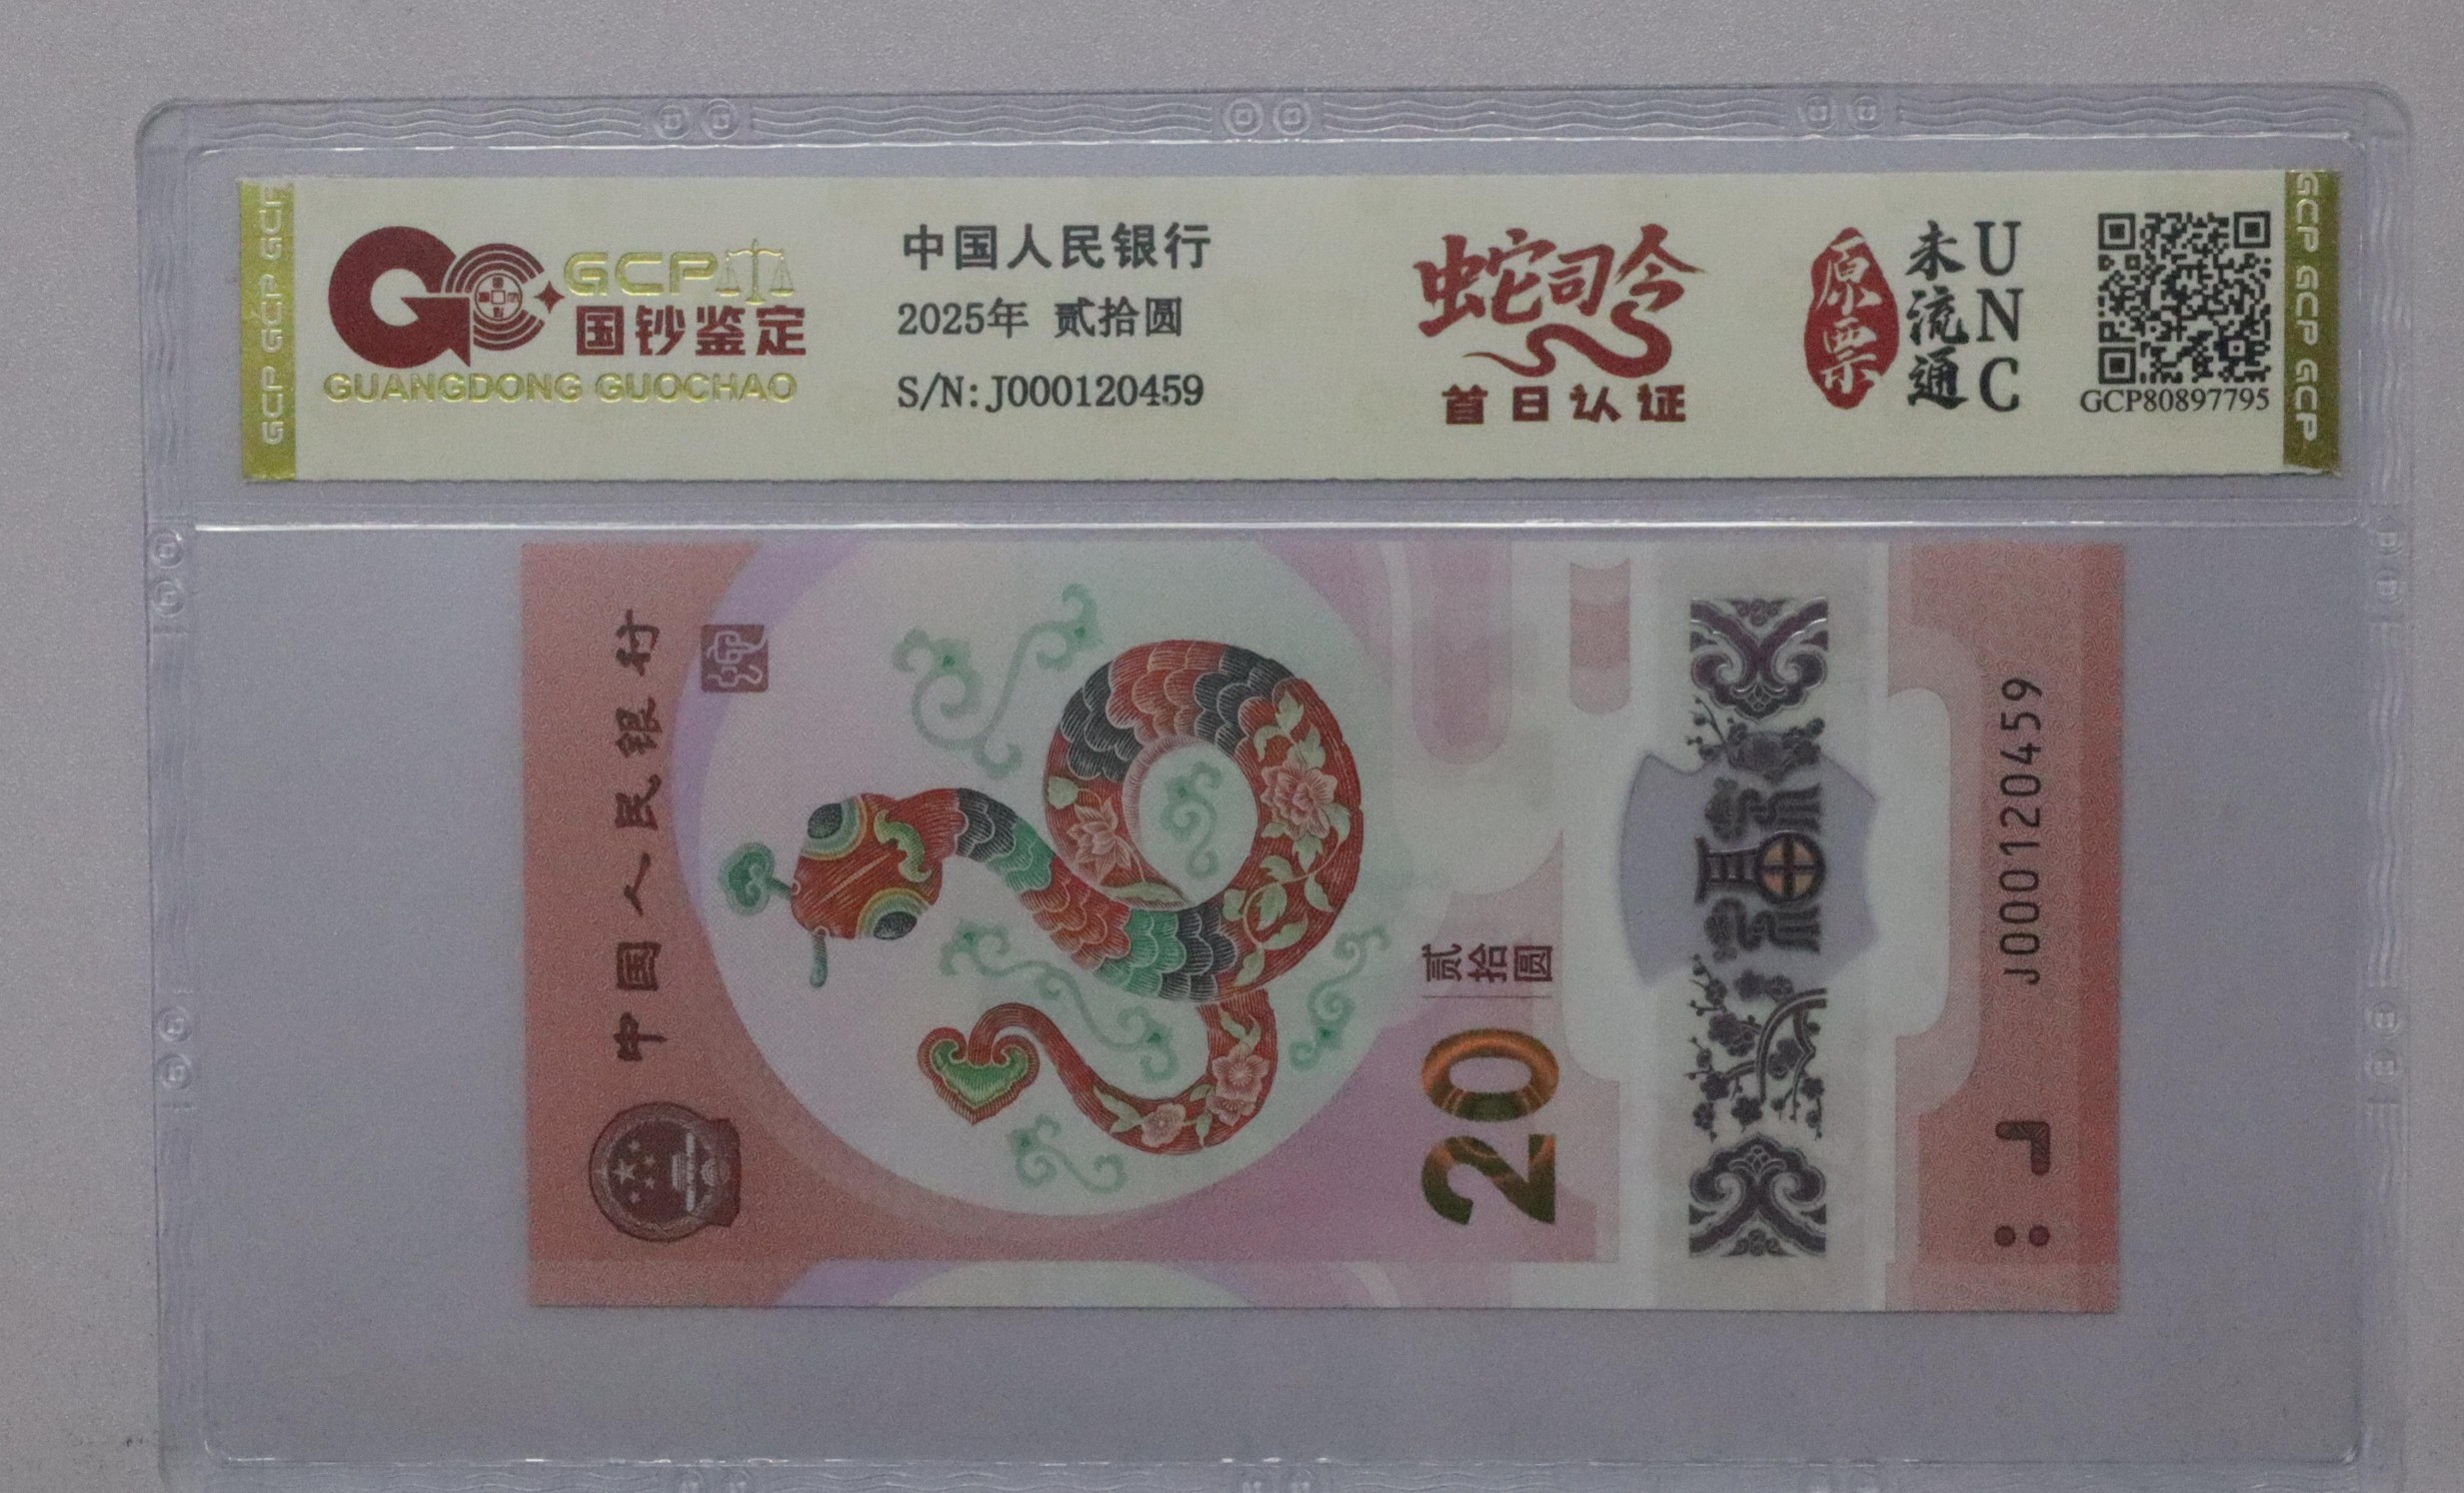 GCP GCP GCP
GCP
国钞鉴定
GUANGDONG GUOCHAO
中国人民银行
2025年 贰拾圆
S/N:J000120459
蛇司令
首日认证
原票
未流通
UNC
GCP80897795
GCP GCP GCP
中国人民银行
贰拾圆
20
福
J000120459